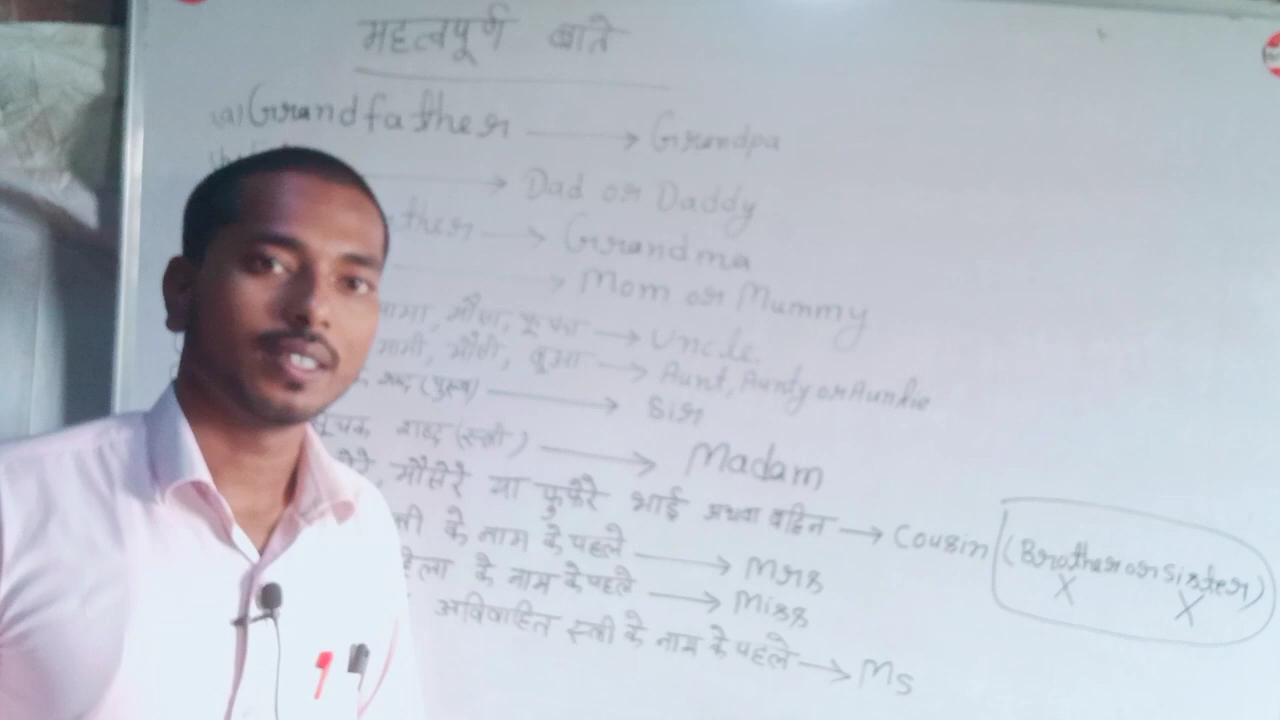 महत्वपूर्ण बाते
(a) Grandfather → Grandpa
→ Dad or Daddy
ther → Grandma
→ Mom or Mummy
मामा, मौसा, फूफा → Uncle
मामी, मौसी, बुआ → Aunt, Aunty or Auntie
शब्द (पुरुष) → Sir
सूचक शब्द (स्त्री) → Madam
मेरे, मौसेरे या फुफेरे भाई अथवा बहिन → Cousin (Brother or Sister) X X
के नाम के पहले → Mrs
के नाम के पहले → Miss
अविवाहित स्त्री के नाम के पहले → Ms